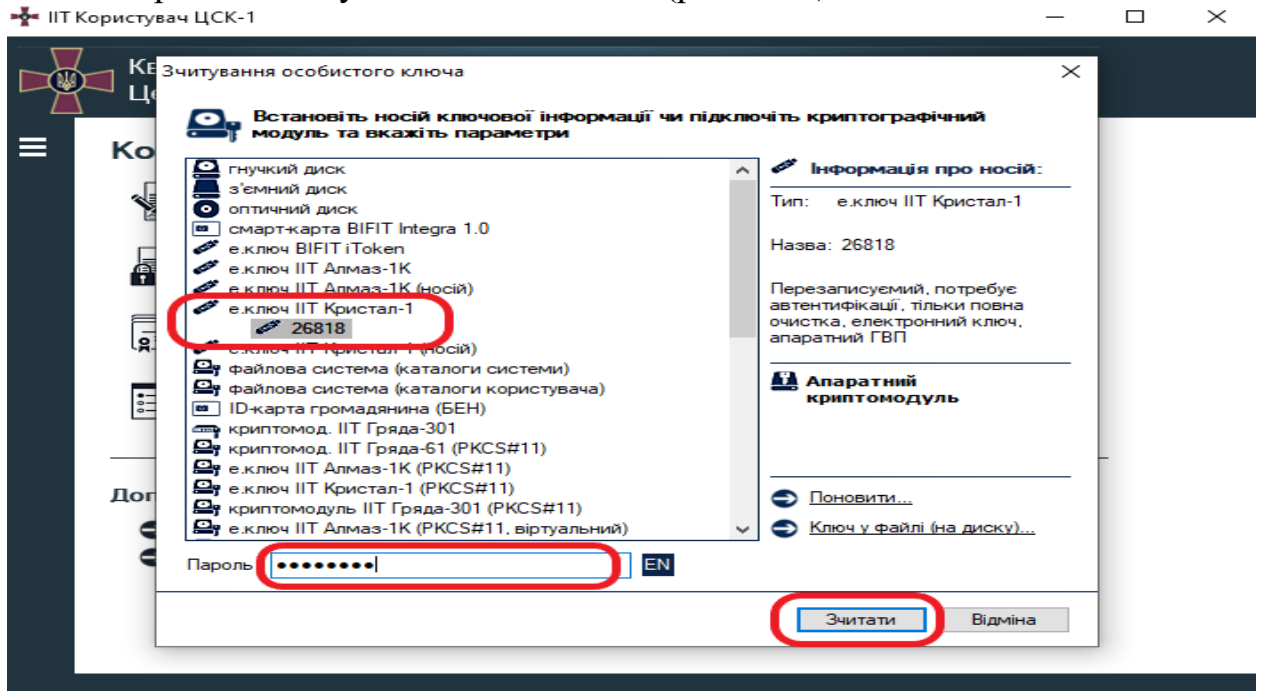 ІІТ Користувач ЦСК-1
Зчитування особистого ключа
Встановіть носій ключової інформації чи підключіть криптографічний
модуль та вкажіть параметри
Ко
гнучкий диск
з'ємний диск
оптичний диск
смарт-карта BIFIT Integra 1.0
е.ключ BIFIT iToken
е.ключ ІІТ Алмаз-1К
е.ключ ІІТ Алмаз-1К (носій)
е.ключ ІІТ Кристал-1
26818
е.ключ ІІТ Кристал-1 (носій)
файлова система (каталоги системи)
файлова система (каталоги користувача)
ID-карта громадянина (БЕН)
криптомод. ІІТ Гряда-301
криптомод. ІІТ Гряда-61 (PKCS#11)
е.ключ ІІТ Алмаз-1К (PKCS#11)
е.ключ ІІТ Кристал-1 (PKCS#11)
криптомодуль ІІТ Гряда-301 (PKCS#11)
е.ключ ІІТ Алмаз-1К (PKCS#11, віртуальний)
Інформація про носій:
Тип: е.ключ ІІТ Кристал-1
Назва: 26818
Перезаписуємий, потребує
автентифікації, тільки повна
очистка, електронний ключ,
апаратний ГВП
Апаратний
криптомодуль
Поновити...
Ключ у файлі (на диску)...
Пароль
EN
Зчитати
Відміна